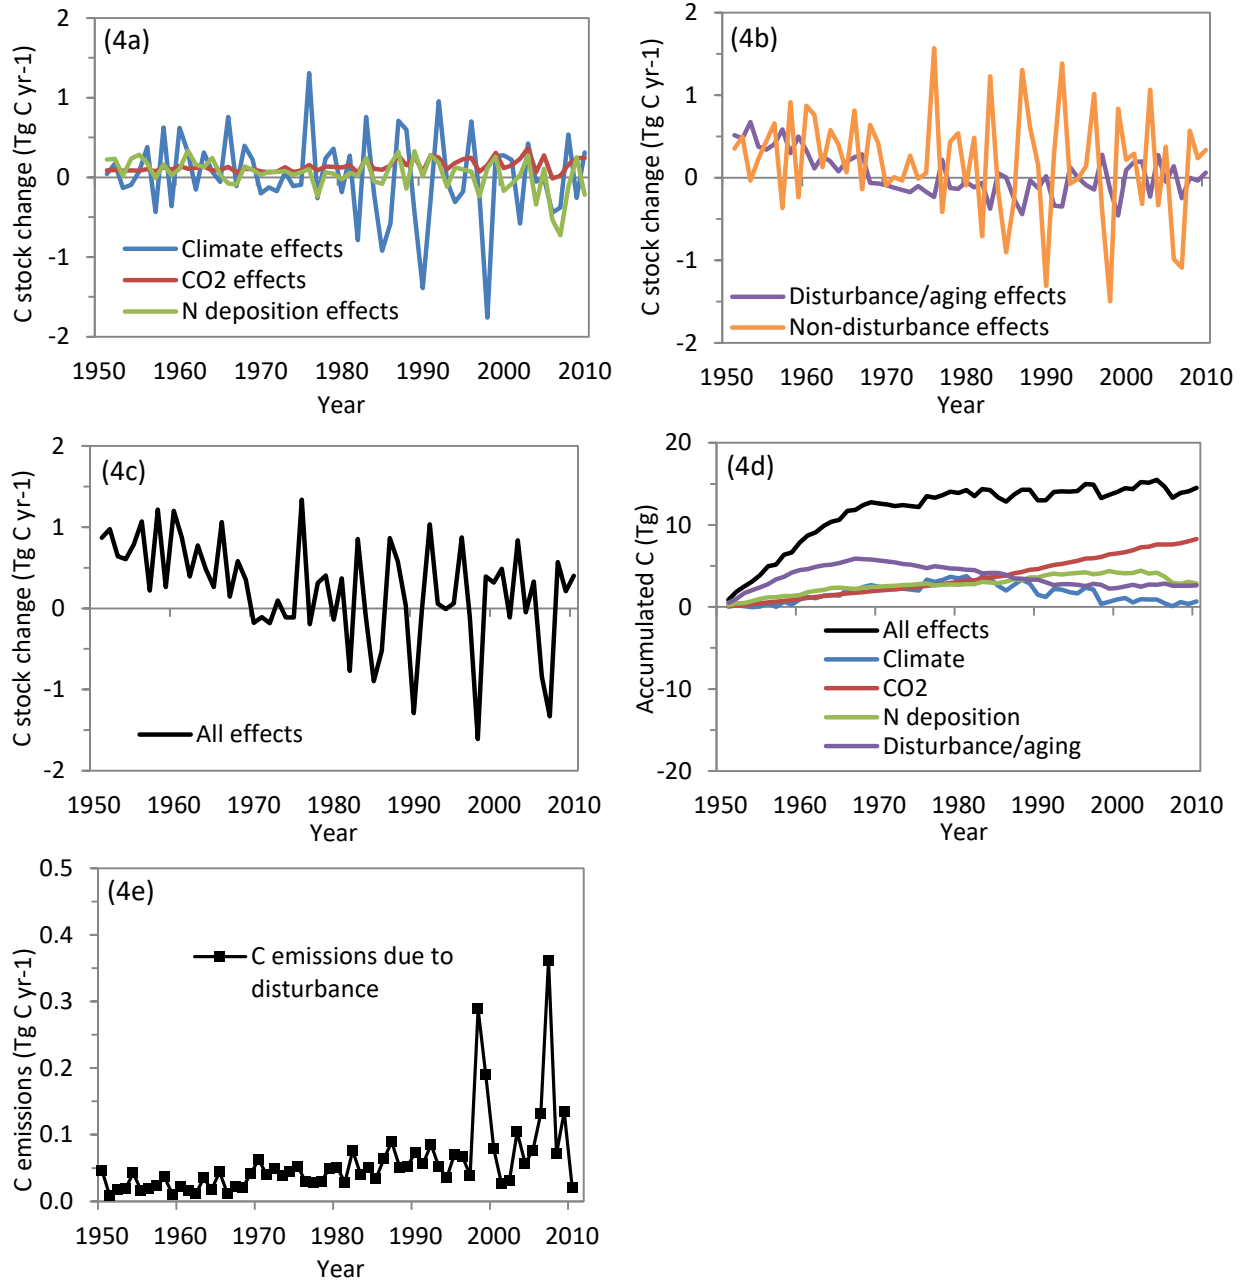 (4a)
C stock change (Tg C yr-1)
2
1
0
-1
-2
Climate effects
CO2 effects
N deposition effects
1950 1960 1970 1980 1990 2000 2010
Year
(4b)
C stock change (Tg C yr-1)
2
1
0
-1
-2
Disturbance/aging effects
Non-disturbance effects
1950 1960 1970 1980 1990 2000 2010
Year
(4c)
C stock change (Tg C yr-1)
2
1
0
-1
-2
All effects
1950 1960 1970 1980 1990 2000 2010
Year
(4d)
Accumulated C (Tg)
20
10
0
-10
-20
All effects
Climate
CO2
N deposition
Disturbance/aging
1950 1960 1970 1980 1990 2000 2010
Year
(4e)
C emissions (Tg C yr-1)
0.5
0.4
0.3
0.2
0.1
0.0
C emissions due to
disturbance
1950 1960 1970 1980 1990 2000 2010
Year